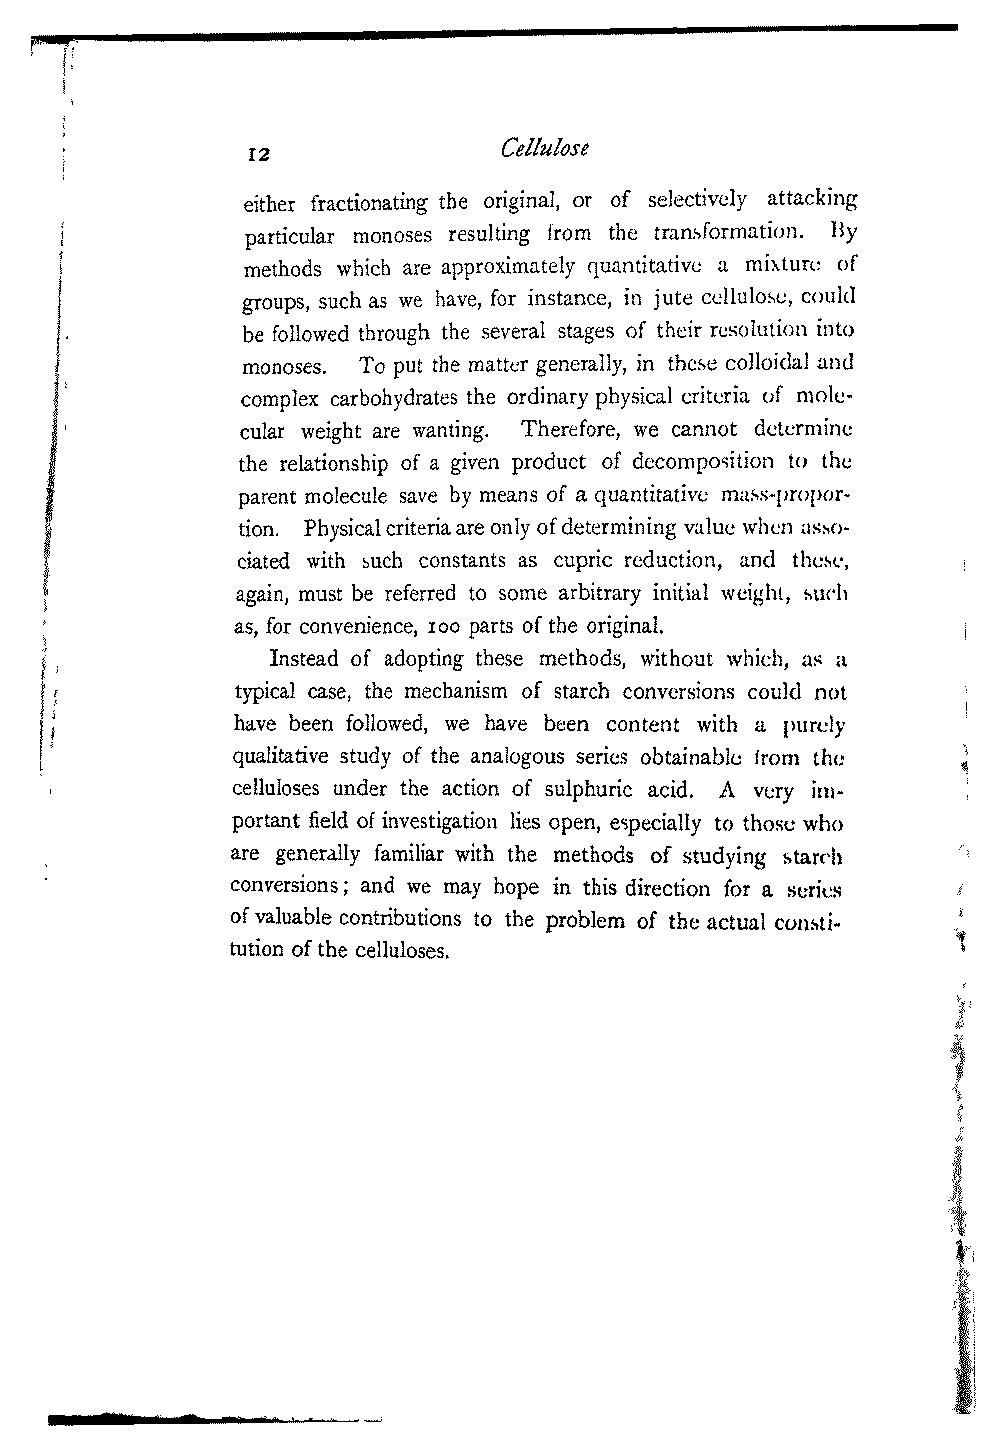 12 Cellulose
either fractionating the original, or of selectively attacking
particular monoses resulting from the transformation. By
methods which are approximately quantitative a mixture of
groups, such as we have, for instance, in jute cellulose, could
be followed through the several stages of their resolution into
monoses. To put the matter generally, in these colloidal and
complex carbohydrates the ordinary physical criteria of mole-
cular weight are wanting. Therefore, we cannot determine
the relationship of a given product of decomposition to the
parent molecule save by means of a quantitative mass-propor-
tion. Physical criteria are only of determining value when asso-
ciated with such constants as cupric reduction, and these,
again, must be referred to some arbitrary initial weight, such
as, for convenience, 100 parts of the original.
Instead of adopting these methods, without which, as a
typical case, the mechanism of starch conversions could not
have been followed, we have been content with a purely
qualitative study of the analogous series obtainable from the
celluloses under the action of sulphuric acid. A very im-
portant field of investigation lies open, especially to those who
are generally familiar with the methods of studying starch
conversions; and we may hope in this direction for a series
of valuable contributions to the problem of the actual consti-
tution of the celluloses.